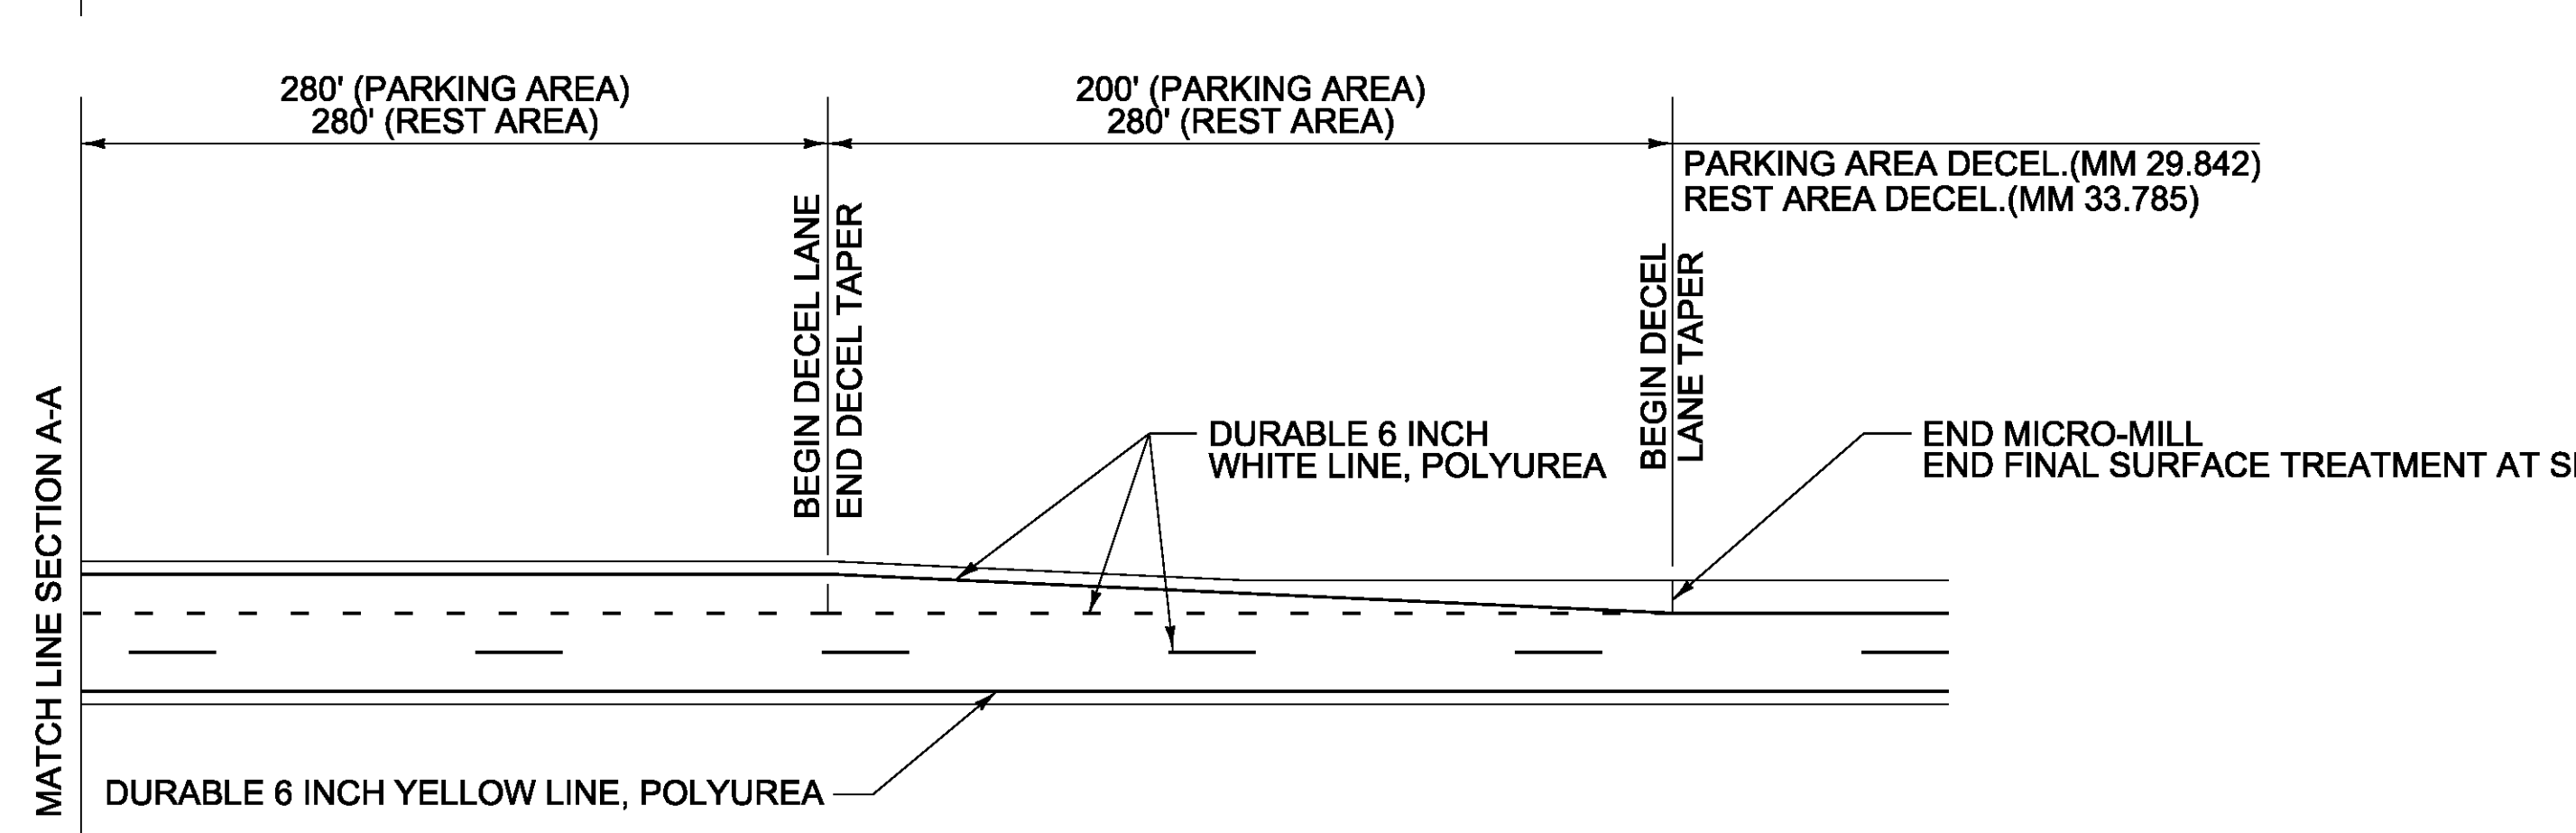 280' (PARKING AREA)
280' (REST AREA)
200' (PARKING AREA)
280' (REST AREA)
PARKING AREA DECEL.(MM 29.842)
REST AREA DECEL.(MM 33.785)
BEGIN DECEL LANE
END DECEL TAPER
BEGIN DECEL
LANE TAPER
MATCH LINE SECTION A-A
DURABLE 6 INCH
WHITE LINE, POLYUREA
END MICRO-MILL
END FINAL SURFACE TREATMENT AT
DURABLE 6 INCH YELLOW LINE, POLYUREA